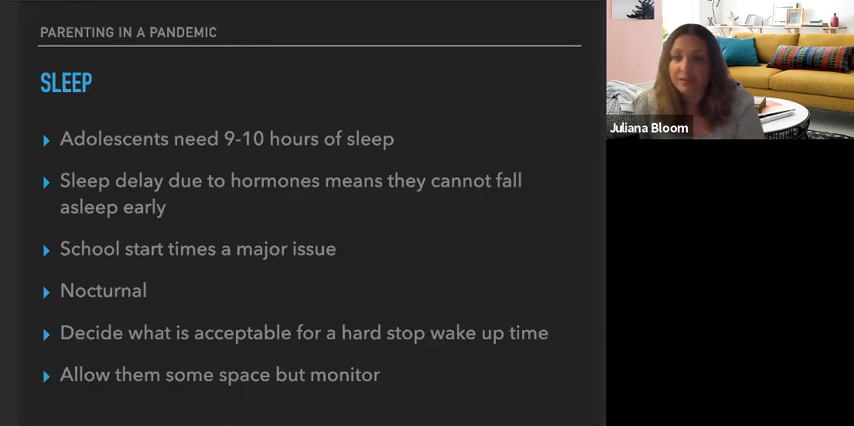 PARENTING IN A PANDEMIC
SLEEP
Adolescents need 9-10 hours of sleep
Sleep delay due to hormones means they cannot fall
asleep early
School start times a major issue
Nocturnal
Decide what is acceptable for a hard stop wake up time
Allow them some space but monitor
Juliana Bloom